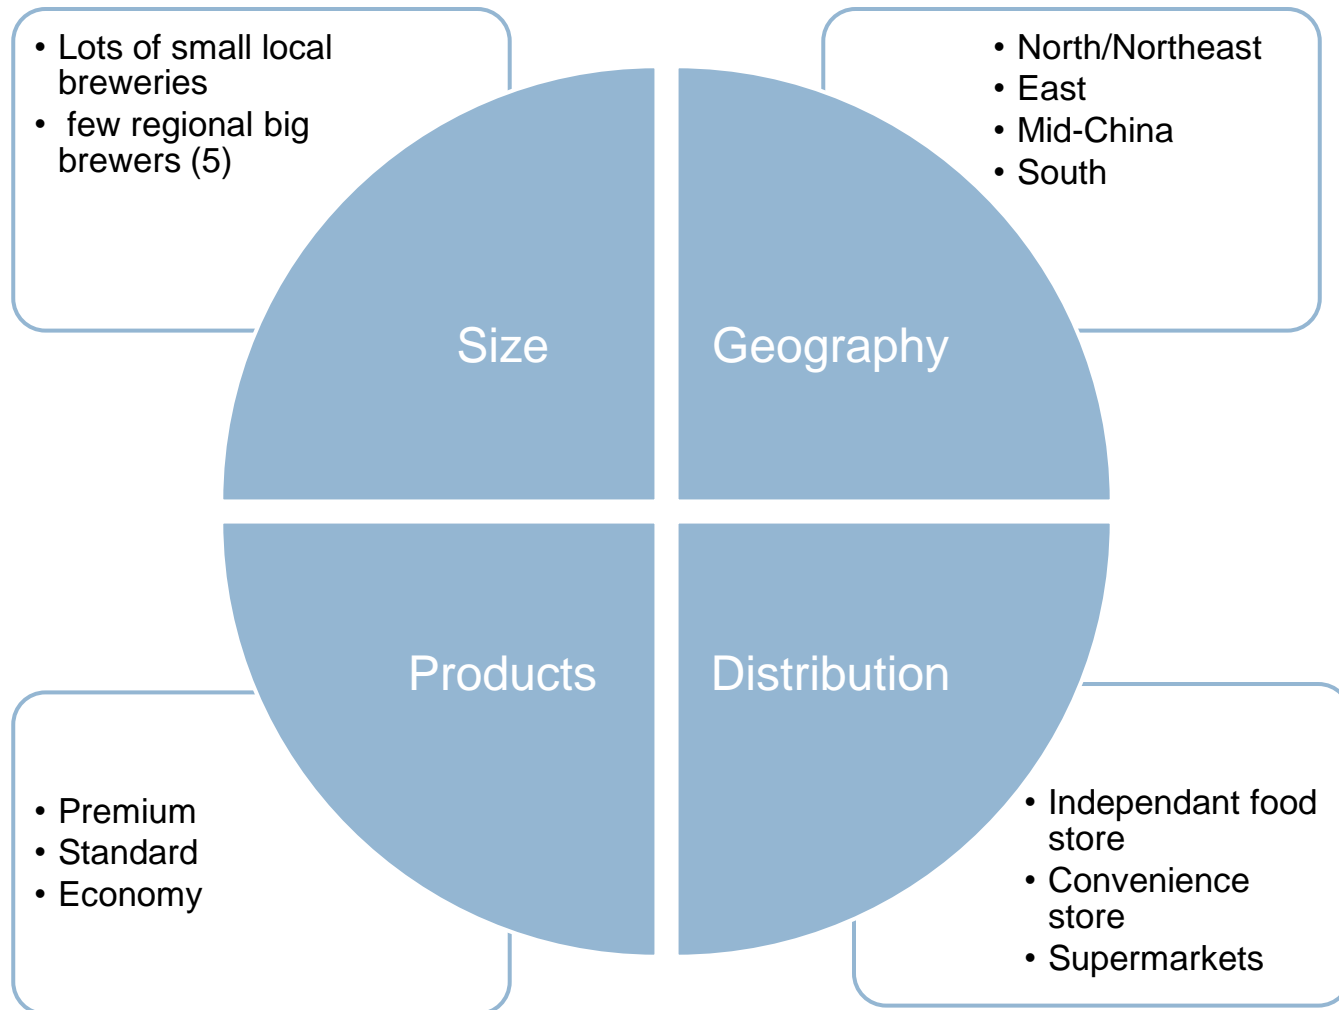 • Lots of small local
breweries
• few regional big
brewers (5)
• North/Northeast
• East
• Mid-China
• South
Size
Geography
Products
Distribution
• Premium
• Standard
• Economy
• Independant food
store
• Convenience
store
• Supermarkets